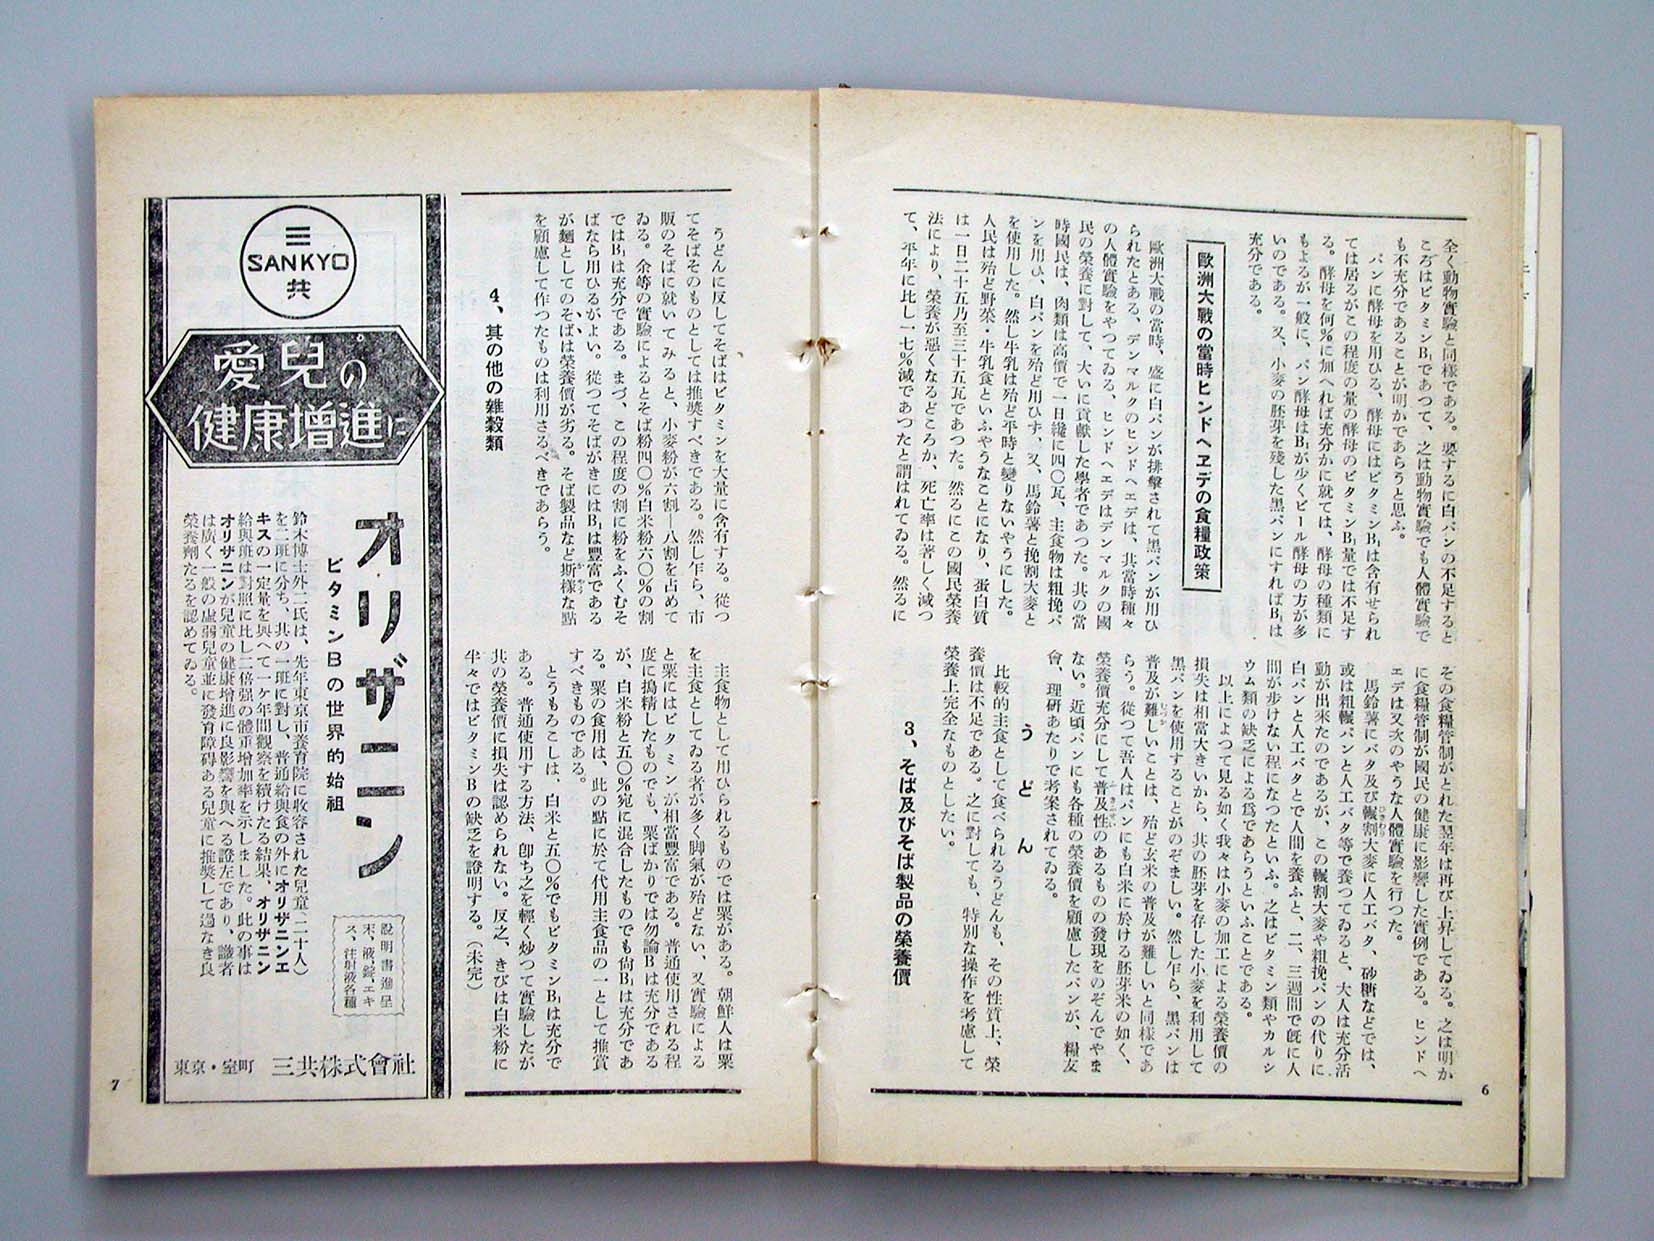 全く動物實驗と同樣である。要するに白パンの不足すると
ころはビタミンB₁であつて、之は動物實驗でも人體實驗で
も不充分であることが明かであらうと思ふ。
パンに酵母を用ひる、酵母にはビタミンB₁は含有せられ
ては居るがこの程度の量の酵母のビタミンB₁量では不足す
る。酵母を何％に加へれば充分かに就ては、酵母の種類に
もよるが一般に、パン酵母はB₁が少くビール酵母の方が多
いのである。又、小麥の胚芽を殘した黑パンにすればB₁は
充分である。
歐洲大戰の當時ヒンドヘヱデの食糧政策
歐洲大戰の當時、盛に白パンが排擊されて黑パンが用ひ
られたとある、デンマルクのヒンドヘエデは、其當時種々
の人體實驗をやつてゐる、ヒンドヘエデはデンマルクの國
民の榮養に對して、大いに貢獻した學者であつた。其の當
時國民は、肉類は高價で一日纔に四〇瓦、主食物は粗挽パ
ンを用ひ、白パンを殆ど用ひず、又、馬鈴薯と挽割大麥と
を使用した。然し牛乳は殆ど平時と變りないやうにした。
人民は殆ど野菜・牛乳食といふやうなことになり、蛋白質
は一日二十五乃至三十五瓦であつた。然るにこの國民榮養
法により、榮養が惡くなるどころか、死亡率は著しく減つ
て、平年に比し一七％減であつたと謂はれてゐる。然るに
その食糧管制がとれた翌年は再び上昇してゐる。之は明か
に食糧管制が國民の健康に影響した實例である。ヒンドヘ
エデは又次のやうな人體實驗を行つた。
馬鈴薯にバタ及び輾割大麥に人工バタ、砂糖などでは、
或は粗輾パンと人工バタ等で養つてゐると、大人は充分活
動が出來たのであるが、この輾割大麥や粗挽パンの代りに
白パンと人工バタとで人間を養ふと、二、三週間で旣に人
間が步けない程になつたといふ。之はビタミン類やカルシ
ウム類の缺乏による爲であらうといふことである。
以上によつて見る如く我々は小麥の加工による榮養價の
損失は相當大きいから、其の胚芽を存した小麥を利用して
黑パンを使用することがのぞましい。然し乍ら、黑パンは
普及が難しいことは、殆ど玄米の普及が難しいと同樣であ
らう。從つて吾人はパンにも白米に於ける胚芽米の如く、
榮養價充分にして普及性のあるものの發現をのぞんでやま
ない。近頃パンにも各種の榮養價を顧慮したパンが、糧友
會、理硏あたりで考案されてゐる。
うどん
比較的主食として食べられるうどんも、その性質上、榮
養價は不足である。之に對しても、特別な操作を考慮して
榮養上完全なものとしたい。
3、そば及びそば製品の榮養價
6
うどんに反してそばはビタミンを大量に含有する。從つ
てそばそのものとしては推奬すべきである。然し乍ら、市
販のそばに就いてみると、小麥粉が六割—八割を占めて
ゐる。余等の實驗によるとそば粉四〇％白米粉六〇％の割
ではB₁は充分である。まづ、この程度の割に粉をふくむそ
ばなら用ひるがよい。從つてそばがきにはB₁は豐富である
が麺としてのそばは榮養價が劣る。そば製品など斯樣な點
を顧慮して作つたものは利用さるべきであらう。
4、其の他の雜穀類
主食物として用ひられるものでは粟がある。朝鮮人は粟
を主食としてゐる者が多く脚氣が殆どない、又實驗による
と粟にはビタミンが相當豐富である。普通使用される程
度に搗精したものでも、粟ばかりでは勿論B₁は充分である
が、白米粉と五〇％宛に混合したものでも尙B₁は充分であ
る。粟の食用は、此の點に於て代用主食品の一として推賞
すべきものである。
とうもろこしは、白米と五〇％でもビタミンB₁は充分で
ある。普通使用する方法、卽ち之を輕く炒つて實驗したが
共の榮養價に損失は認められない。反之、きびは白米粉に
半々ではビタミンBの缺乏を證明する。（未完）
三
SANKYO
共
愛兒の
健康增進に
オリザニン
ビタミンBの世界的始祖
說明書進呈
末、液、錠、エキ
ス、注射液各種
鈴木博士外二氏は、先年東京市養育院に收容された兒童（二十人）
を二班に分ち、其の一班に對し、普通給與食の外にオリザニンエ
キスの一定量を與へて一ケ年間觀察を續けたる結果、オリザニン
給與班は對照に比し二倍强の體重增加率を示しました。此の事は
オリザニンが兒童の健康增進に良影響を與へる證左であり、識者
は廣く一般の虛弱兒童並に發育障碍ある兒童に推奬して過なき良
榮養劑たるを認めてゐる。
東京・室町 三共株式會社
7